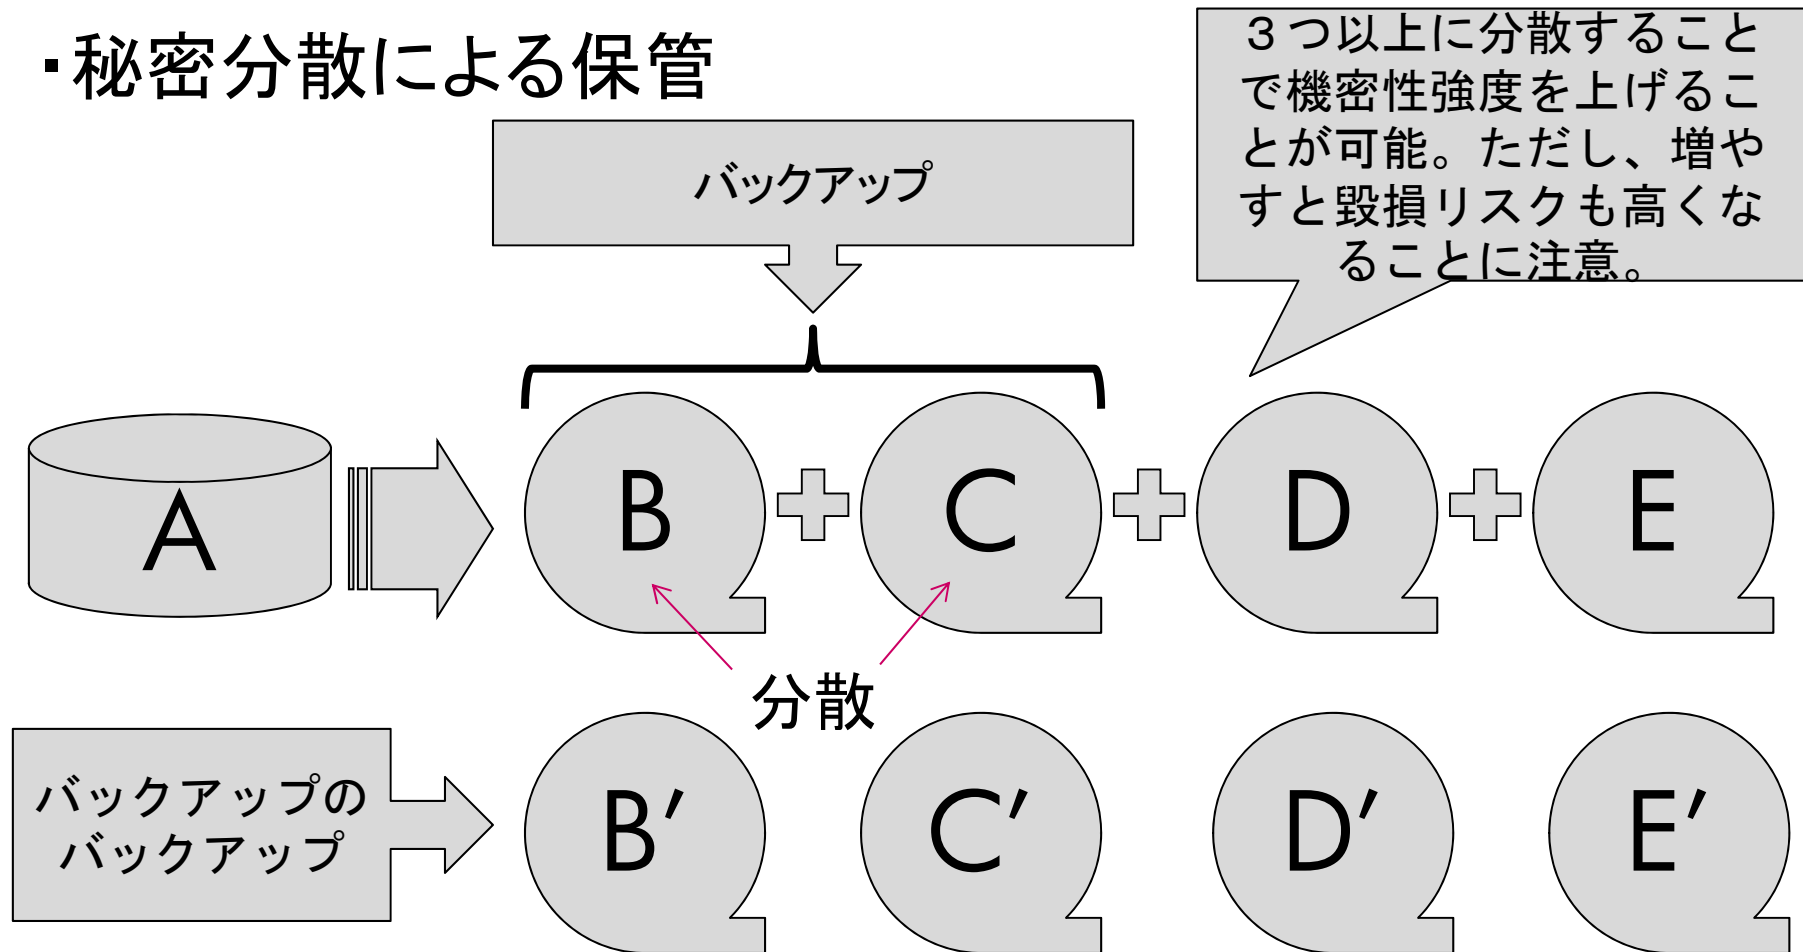 ・秘密分散による保管
３つ以上に分散すること
で機密性強度を上げるこ
とが可能。ただし、増や
すと毀損リスクも高くな
ることに注意。
バックアップ
A
B
C
D
E
分散
バックアップの
バックアップ
B′
C′
D′
E′